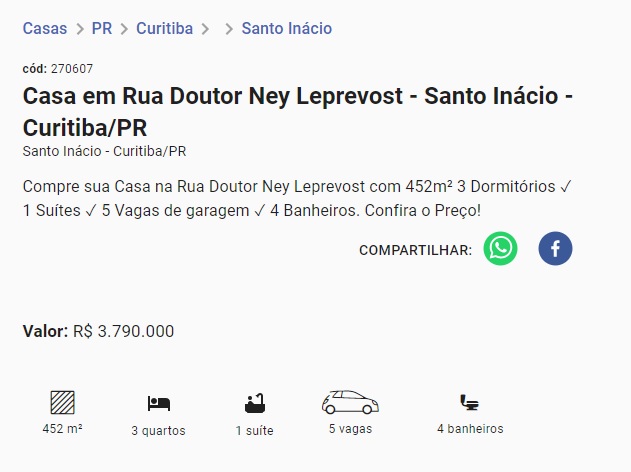 Casas > PR > Curitiba > > Santo Inácio
cód: 270607
Casa em Rua Doutor Ney Leprevost - Santo Inácio -
Curitiba/PR
Santo Inácio - Curitiba/PR
Compre sua Casa na Rua Doutor Ney Leprevost com 452m² 3 Dormitórios ✓
1 Suítes ✓ 5 Vagas de garagem ✓ 4 Banheiros. Confira o Preço!
COMPARTILHAR:
Valor: R$ 3.790.000
452 m² 3 quartos 1 suíte 5 vagas 4 banheiros